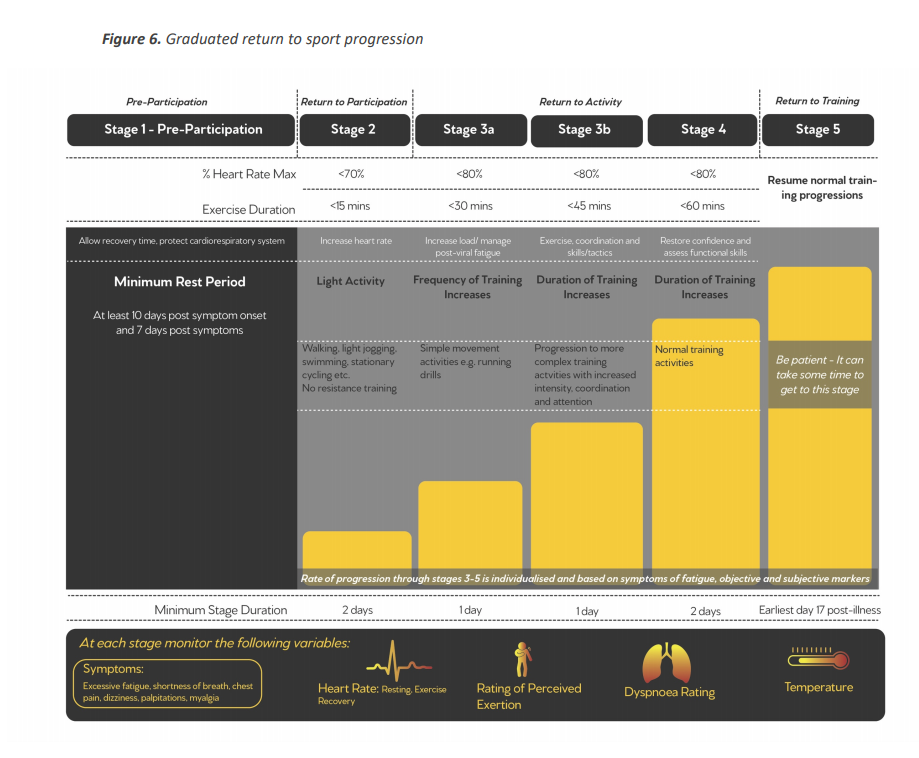 Figure 6. Graduated return to sport progression
Pre-Participation
Return to Participation
Return to Activity
Return to Training
Stage 1 - Pre-Participation
Stage 2
Stage 3a
Stage 3b
Stage 4
Stage 5
% Heart Rate Max
<70%
<80%
<80%
<80%
Resume normal train-
ing progressions
Exercise Duration
<15 mins
<30 mins
<45 mins
<60 mins
Allow recovery time, protect cardiorespiratory system
Increase heart rate
Increase load/ manage
post-viral fatigue
Exercise, coordination and
skills/tactics
Restore confidence and
assess functional skills
Minimum Rest Period
At least 10 days post symptom onset
and 7 days post symptoms
Light Activity
Frequency of Training
Increases
Duration of Training
Increases
Duration of Training
Increases
Walking, light jogging,
swimming, stationary
cycling etc.
No resistance training
Simple movement
activities e.g. running
drills
Progression to more
complex training
actvities with increased
intensity, coordination
and attention
Normal training
activities
Be patient - It can
take some time to
get to this stage
Rate of progression through stages 3-5 is individualised and based on symptoms of fatigue, objective and subjective markers
Minimum Stage Duration
2 days
1 day
1 day
2 days
Earliest day 17 post-illness
At each stage monitor the following variables:
Symptoms:
Excessive fatigue, shortness of breath, chest
pain, dizziness, palpitations, myalgia
Heart Rate: Resting, Exercise
Recovery
Rating of Perceived
Exertion
Dyspnoea Rating
Temperature